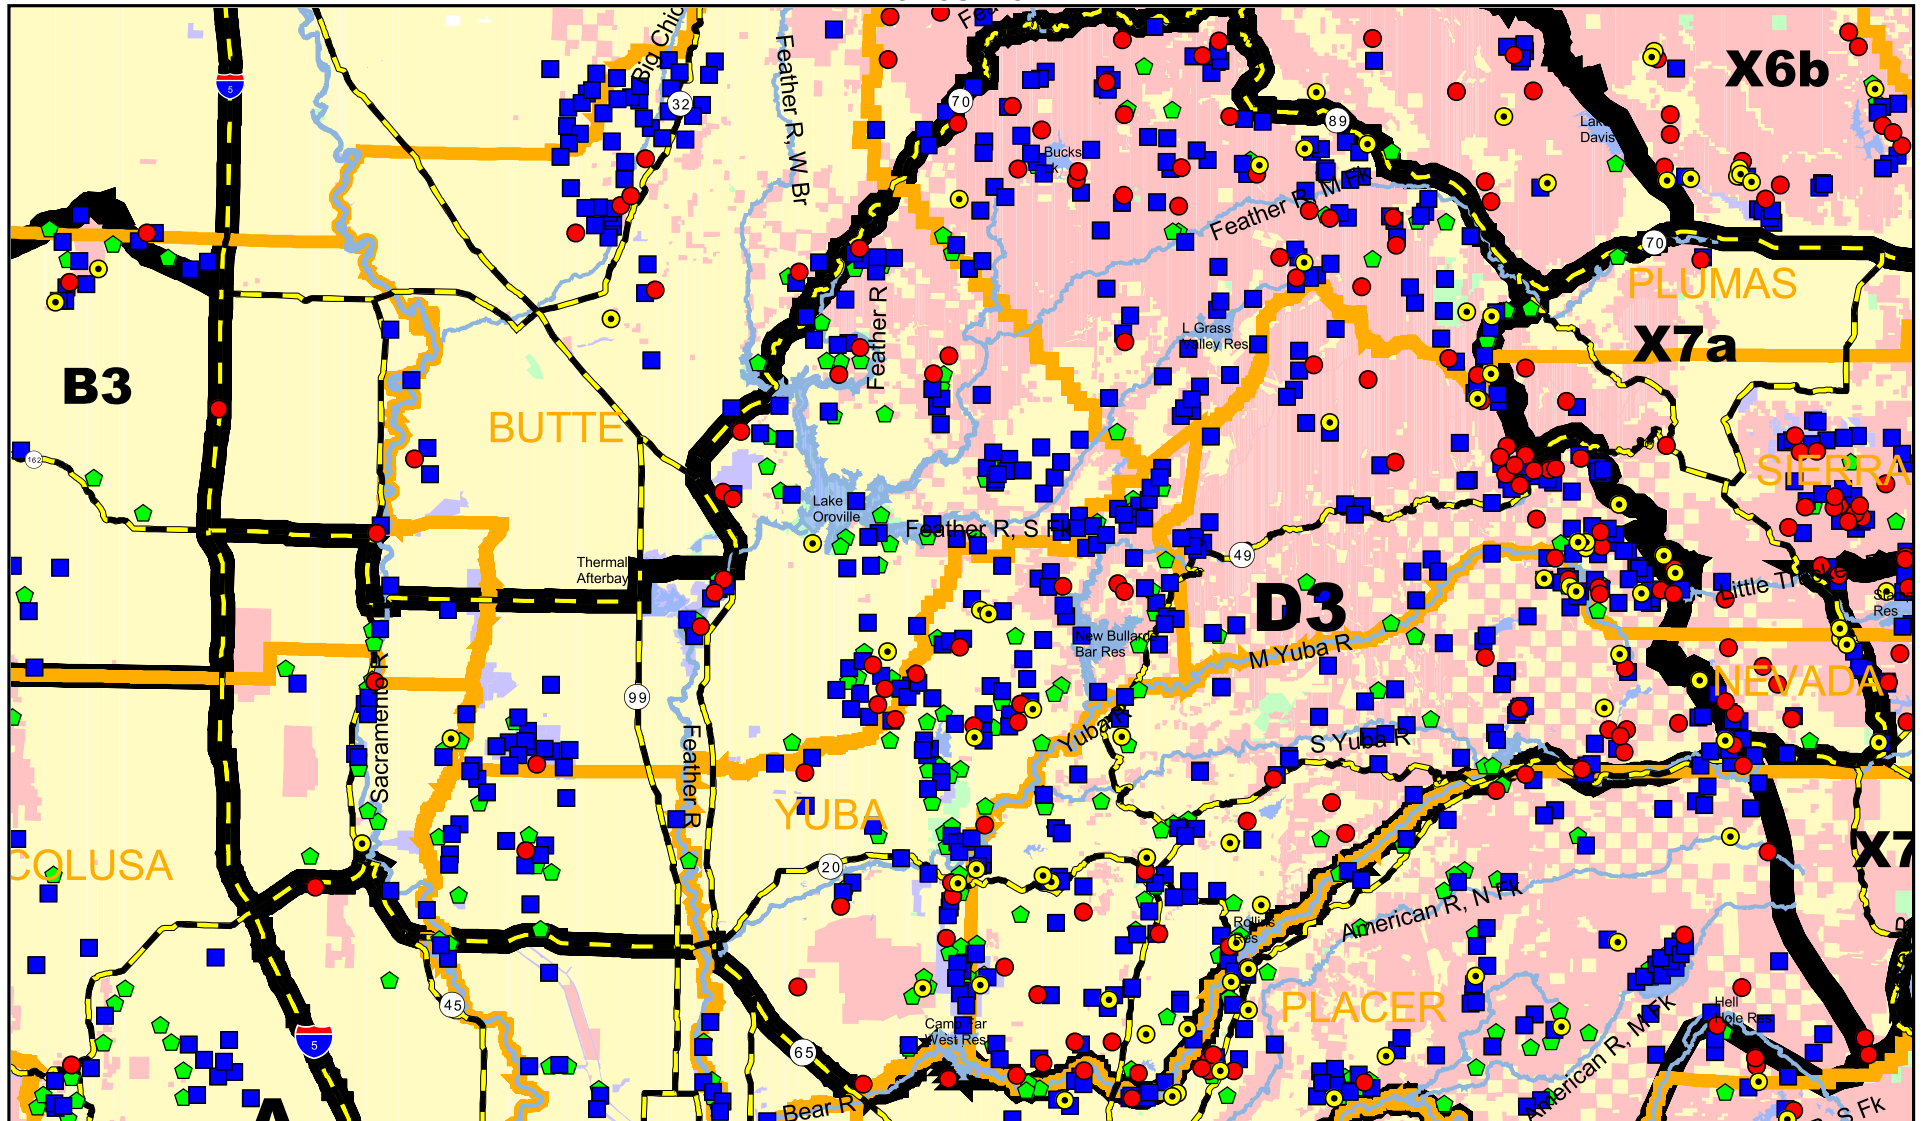 Big Chic
Feather R, W Br
5
32
70
89
X6b
Lake
Davis
Bucks
Feather R, M Fk
70
PLUMAS
L Grass
Valley Res
X7a
Feather R
B3
BUTTE
162
SIERRA
Lake
Oroville
Feather R, S Fk
49
Thermal
Afterbay
D3
Little Truckee
Res
New Bullards
Bar Res
M Yuba R
Sacramento R
99
NEVADA
Yuba R
S Yuba R
Feather R
YUBA
COLUSA
20
X7
American R, N Fk
Rollins
Res
45
PLACER
Hell
Hole Res
American R, M Fk
Camp Far
West Res
5
65
Bear R
A
S Fk